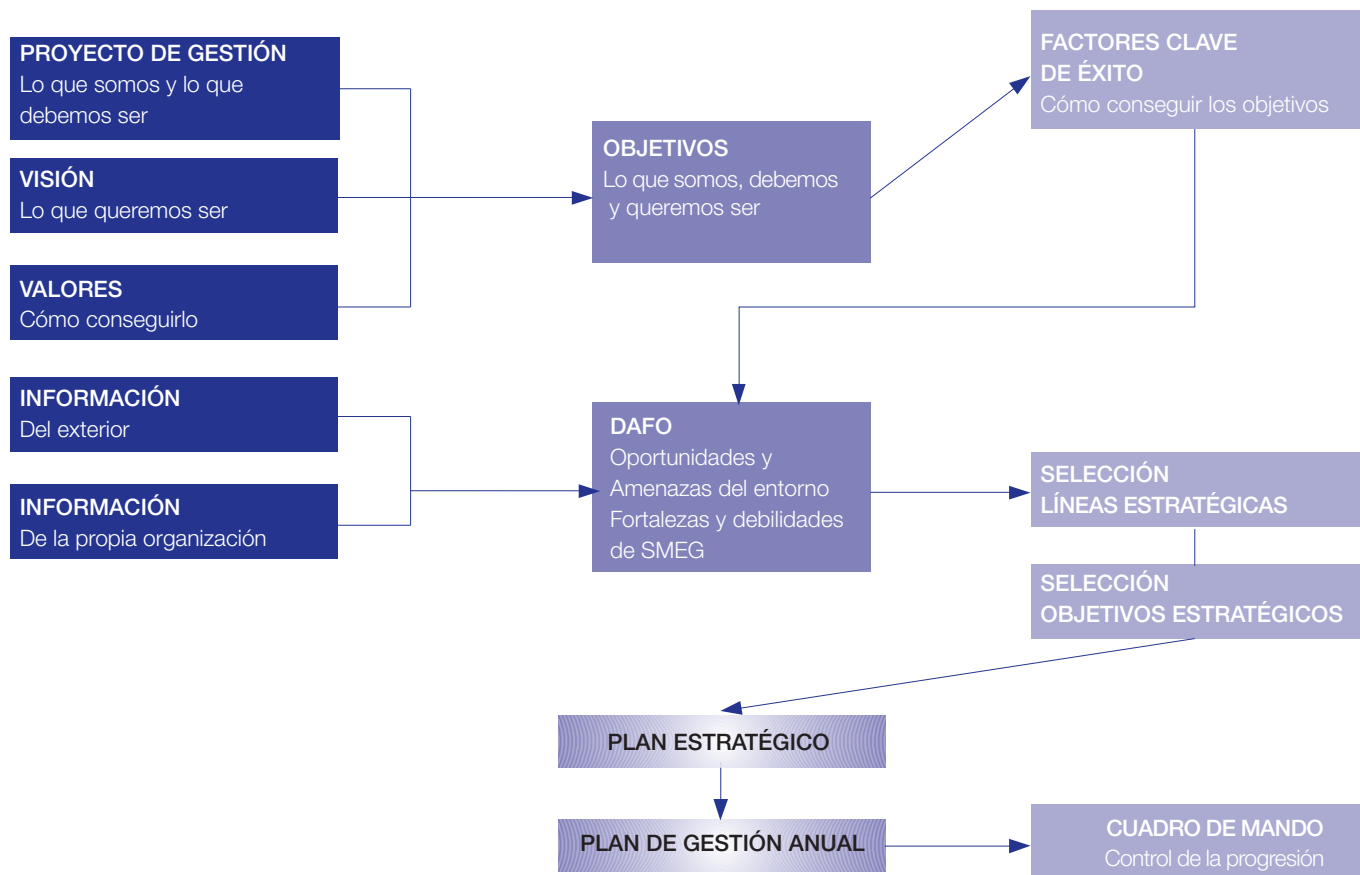 PROYECTO DE GESTIÓN
Lo que somos y lo que
debemos ser
VISIÓN
Lo que queremos ser
VALORES
Cómo conseguirlo
OBJETIVOS
Lo que somos, debemos
y queremos ser
FACTORES CLAVE
DE ÉXITO
Cómo conseguir los objetivos
INFORMACIÓN
Del exterior
INFORMACIÓN
De la propia organización
DAFO
Oportunidades y
Amenazas del entorno
Fortalezas y debilidades
de SMEG
SELECCIÓN
LÍNEAS ESTRATÉGICAS
SELECCIÓN
OBJETIVOS ESTRATÉGICOS
PLAN ESTRATÉGICO
PLAN DE GESTIÓN ANUAL
CUADRO DE MANDO
Control de la progresión